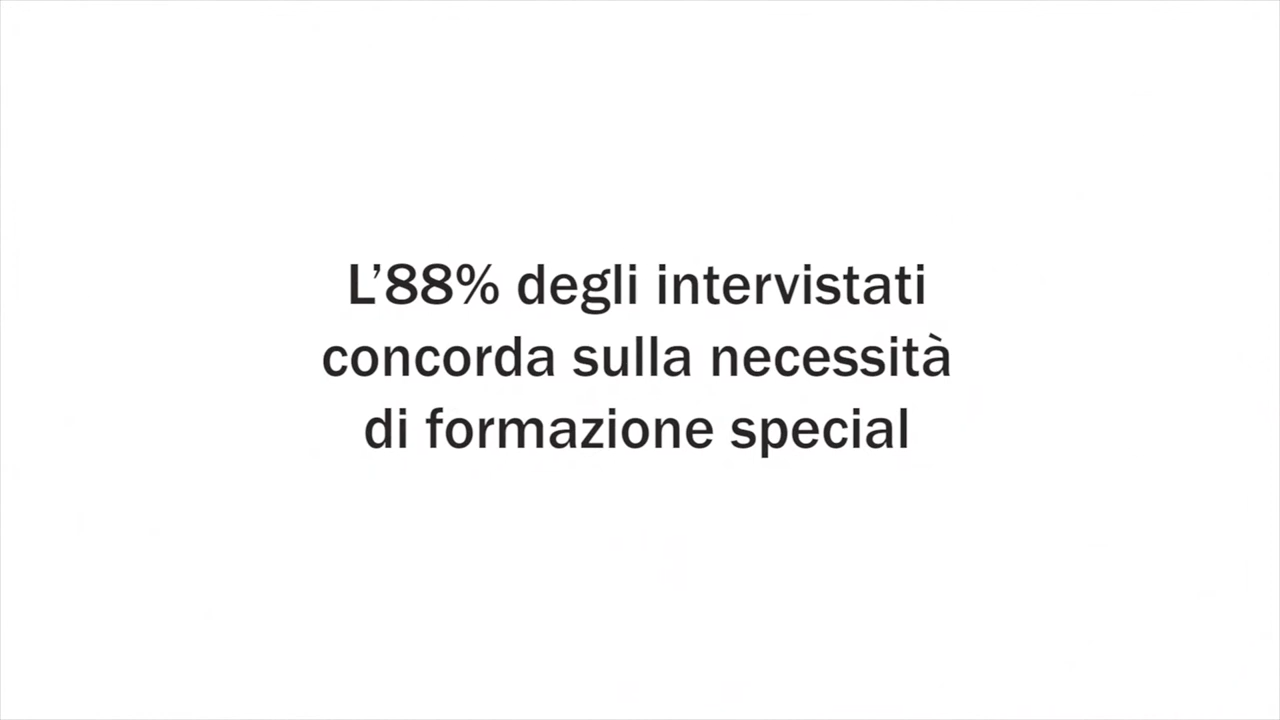 L’88% degli intervistati
concorda sulla necessità
di formazione special